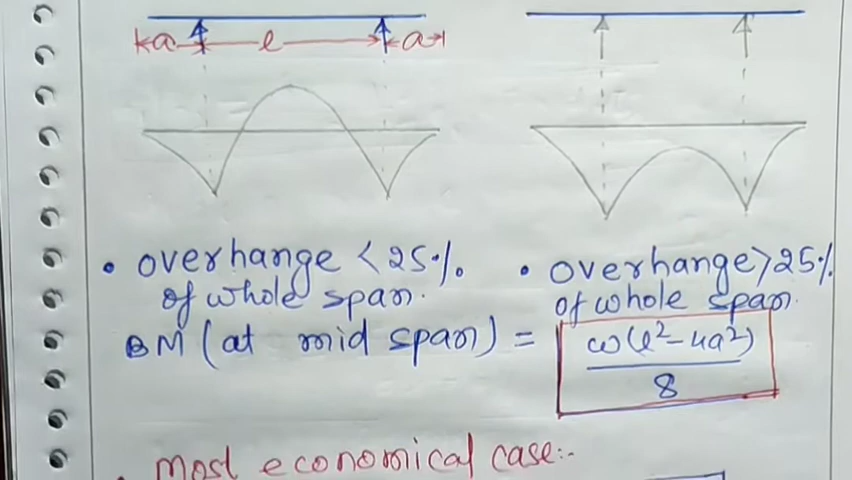 a l a
• overhange < 25%.
of whole span.
• overhange > 25%.
of whole span.
BM (at mid span) = w(l²-4a²)/8
• Most economical case:-